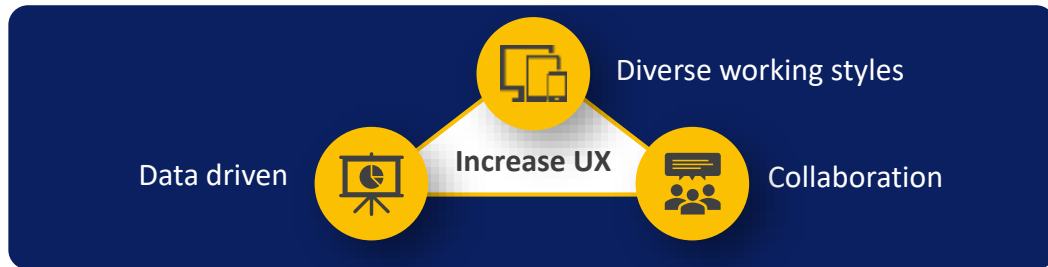 Diverse working styles
Data driven
Increase UX
Collaboration